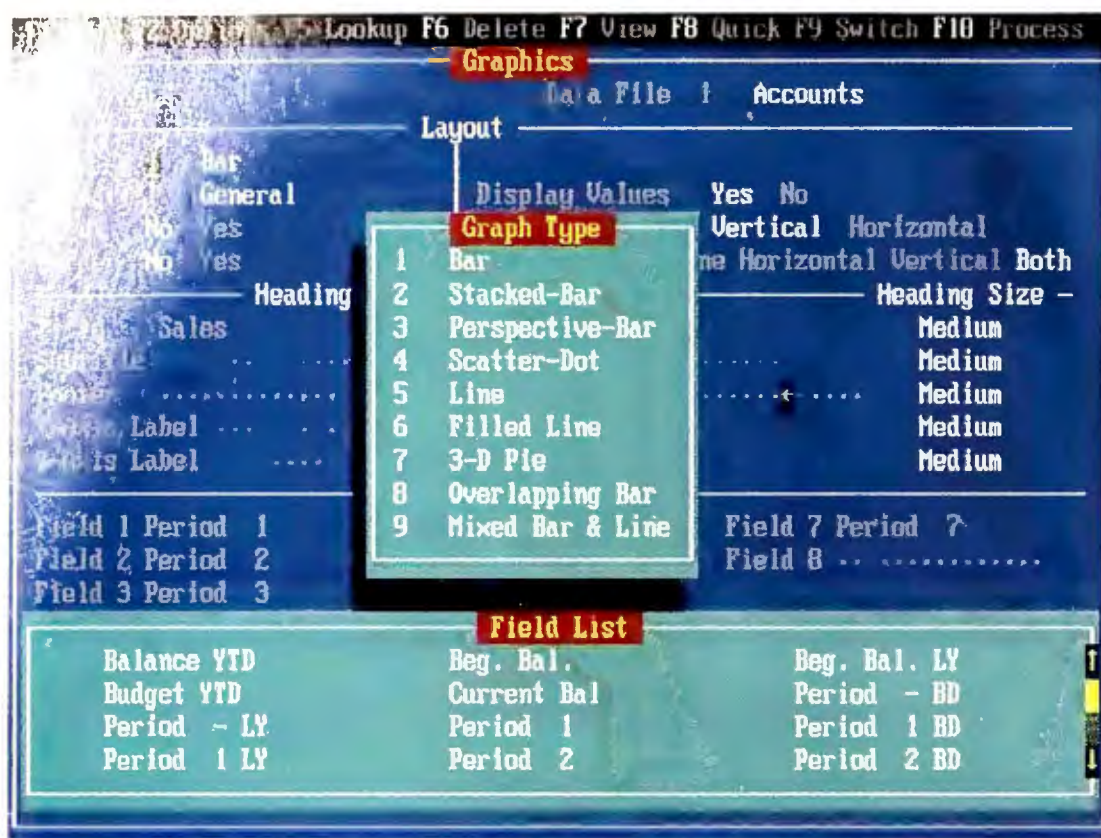 Lookup F6 Delete F7 View F8 Quick F9 Switch F10 Process
Graphics
Data File 1 Accounts
Layout
Bar
General Display Values Yes No
No Yes Vertical Horizontal
No Yes Horizontal Vertical Both
Heading Heading Size
Sales Medium
Medium
Medium
Label Medium
Label Medium
Graph Type
1 Bar
2 Stacked-Bar
3 Perspective-Bar
4 Scatter-Dot
5 Line
6 Filled Line
7 3-D Pie
8 Overlapping Bar
9 Mixed Bar & Line
Field 1 Period 1 Field 7 Period 7
Field 2 Period 2 Field 8
Field 3 Period 3
Field List
Balance YTD Beg. Bal. Beg. Bal. LY
Budget YTD Current Bal Period - BD
Period - LY Period 1 Period 1 BD
Period 1 LY Period 2 Period 2 BD